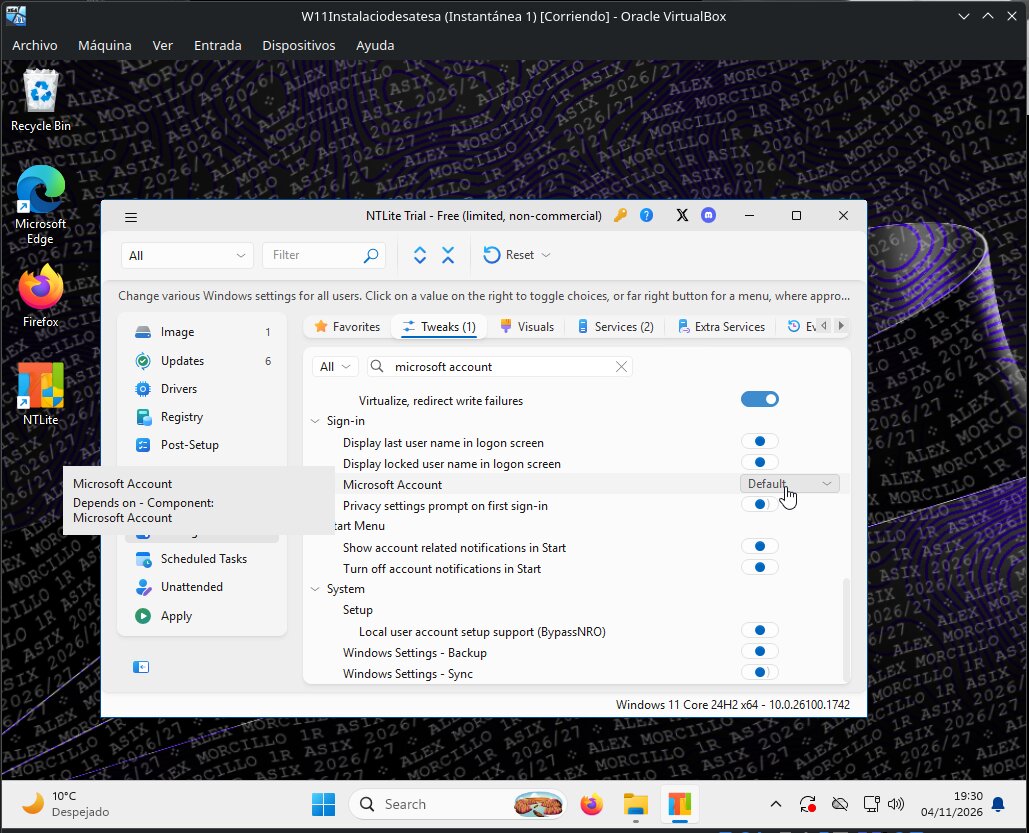 W11Instalaciodesatesa (Instantánea 1) [Corriendo] - Oracle VirtualBox
Archivo Máquina Ver Entrada Dispositivos Ayuda
ALEX MORCILLO 1R ASIX 2026/27
Recycle Bin
Microsoft
Edge
Firefox
NTLite
NTLite Trial - Free (limited, non-commercial)
All
Filter
Reset
Change various Windows settings for all users. Click on a value on the right to toggle choices, or far right button for a menu, where appro...
Image 1
Updates 6
Drivers
Registry
Post-Setup
Scheduled Tasks
Unattended
Apply
Favorites
Tweaks (1)
Visuals
Services (2)
Extra Services
Ev
All
microsoft account
Virtualize, redirect write failures
Sign-in
Display last user name in logon screen
Display locked user name in logon screen
Microsoft Account
Default
Privacy settings prompt on first sign-in
tart Menu
Show account related notifications in Start
Turn off account notifications in Start
System
Setup
Local user account setup support (BypassNRO)
Windows Settings - Backup
Windows Settings - Sync
Microsoft Account
Depends on - Component:
Microsoft Account
Windows 11 Core 24H2 x64 - 10.0.26100.1742
10°C
Despejado
Search
19:30
04/11/2026